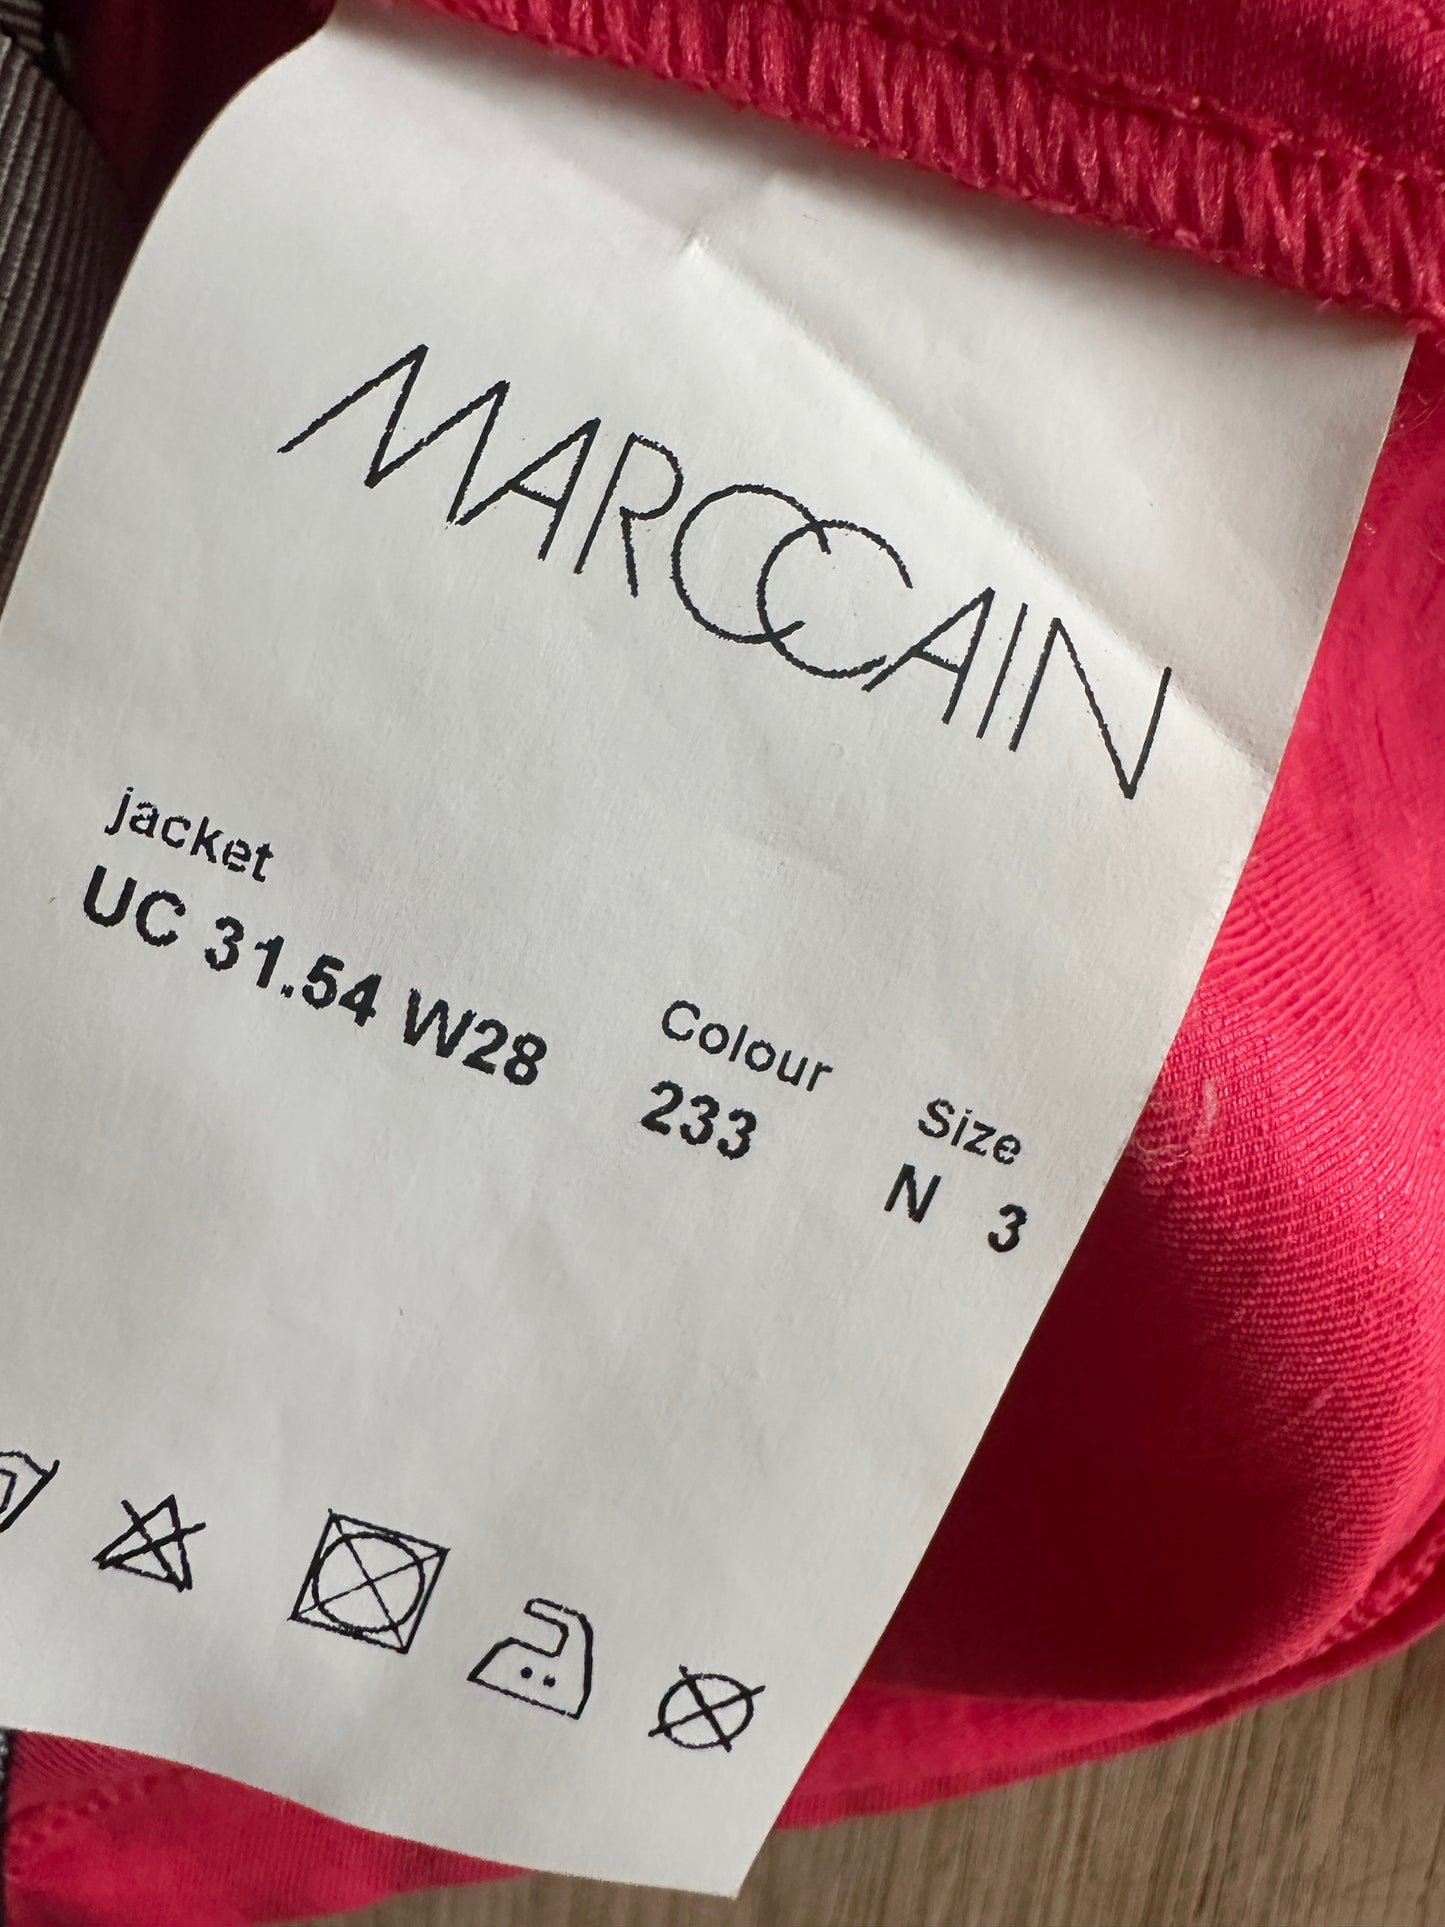 MARCCAIN
jacket
UC 31.54 W28
Colour
233
Size
N 3